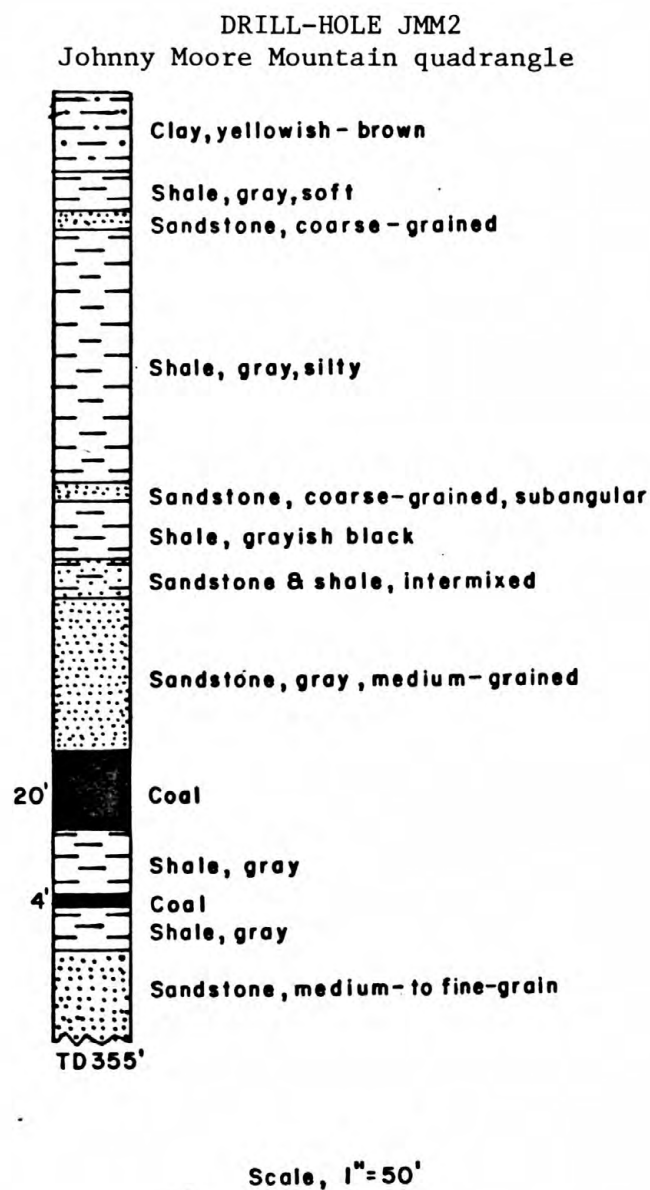 DRILL-HOLE JMM2
Johnny Moore Mountain quadrangle
Clay, yellowish-brown
Shale, gray, soft
Sandstone, coarse-grained
Shale, gray, silty
Sandstone, coarse-grained, subangular
Shale, grayish black
Sandstone & shale, intermixed
Sandstone, gray, medium-grained
20' Coal
Shale, gray
4' Coal
Shale, gray
Sandstone, medium-to fine-grain
TD 355'
Scale, 1"=50'